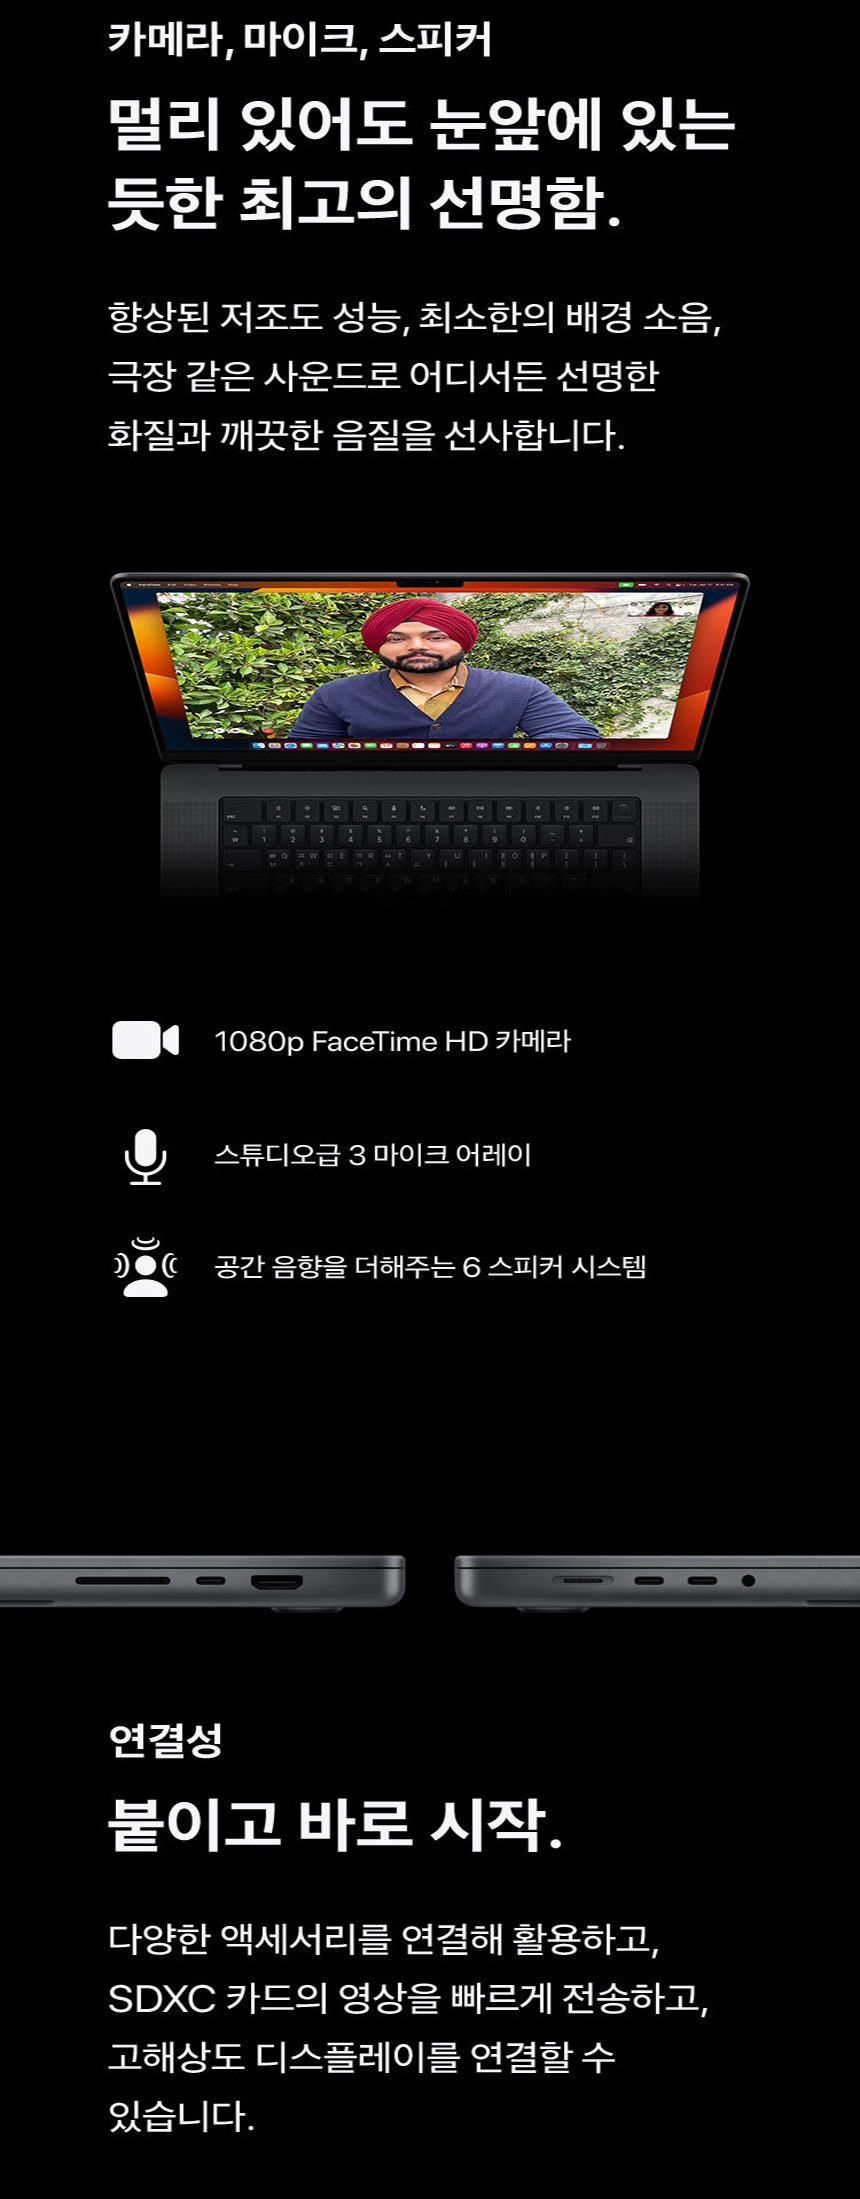 카메라, 마이크, 스피커
멀리 있어도 눈앞에 있는
듯한 최고의 선명함.
향상된 저조도 성능, 최소한의 배경 소음,
극장 같은 사운드로 어디서든 선명한
화질과 깨끗한 음질을 선사합니다.
1080p FaceTime HD 카메라
스튜디오급 3 마이크 어레이
공간 음향을 더해주는 6 스피커 시스템
연결성
붙이고 바로 시작.
다양한 액세서리를 연결해 활용하고,
SDXC 카드의 영상을 빠르게 전송하고,
고해상도 디스플레이를 연결할 수
있습니다.